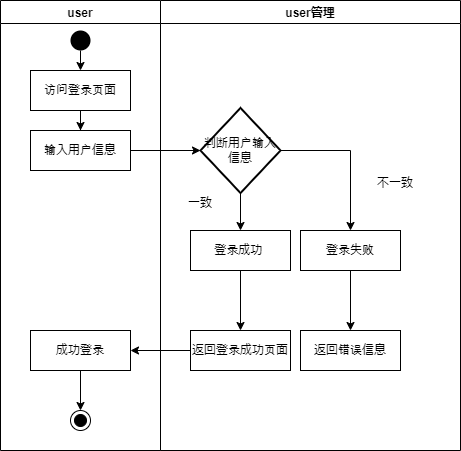 user
user管理
访问登录页面
输入用户信息
判断用户输入
信息
一致
不一致
登录成功
登录失败
成功登录
返回登录成功页面
返回错误信息